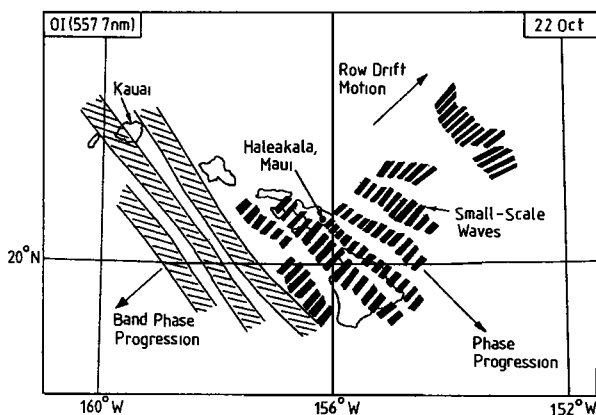 OI(557 7nm)
22 Oct
Kauai
Row Drift
Motion
Haleakala,
Maui
Small-Scale
Waves
20°N
Band Phase
Progression
Phase
Progression
160°W
156°W
152°W